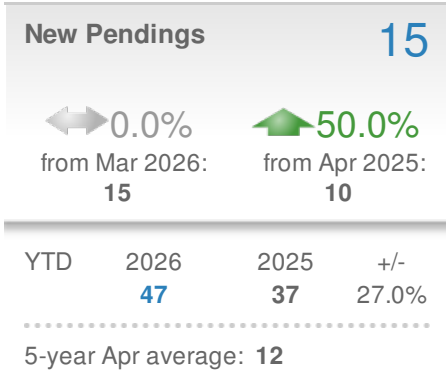 New Pendings 15
0.0% 50.0%
from Mar 2026: from Apr 2025:
15 10
YTD 2026 2025 +/-
47 37 27.0%
5-year Apr average: 12